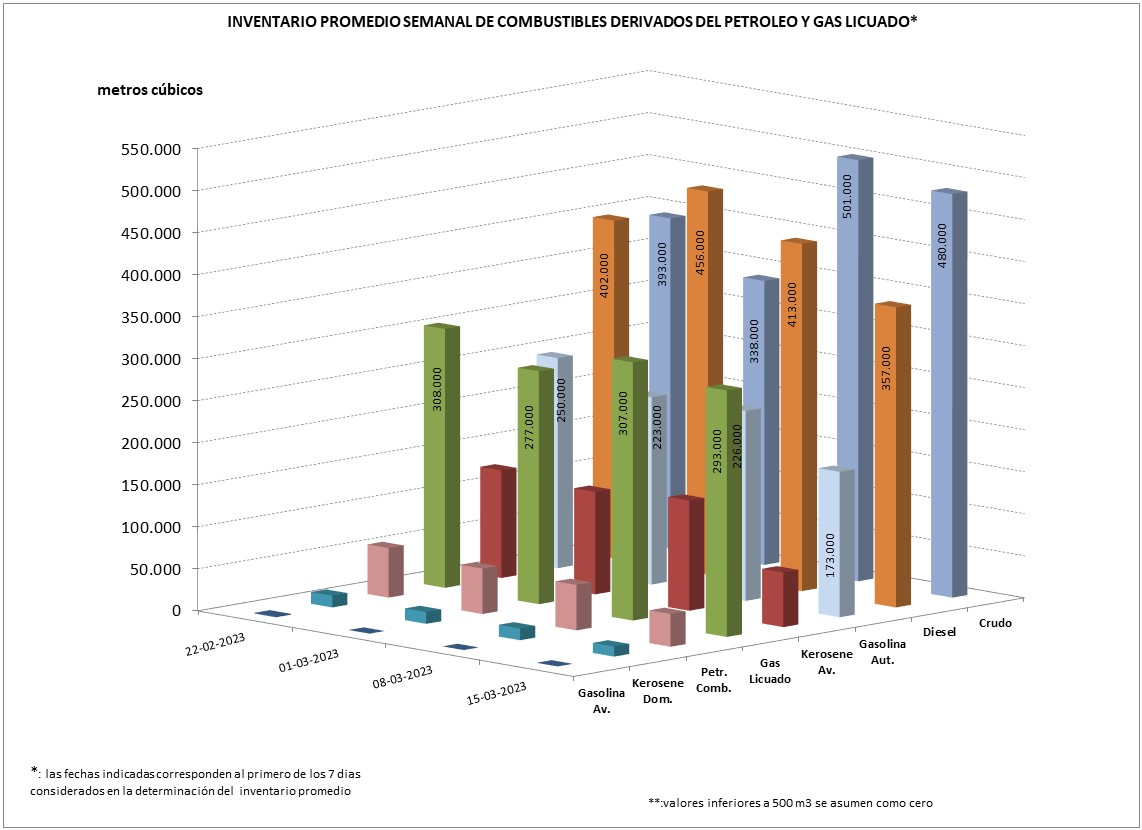 INVENTARIO PROMEDIO SEMANAL DE COMBUSTIBLES DERIVADOS DEL PETROLEO Y GAS LICUADO*
metros cúbicos
550.000
500.000
450.000
400.000
350.000
300.000
250.000
200.000
150.000
100.000
50.000
0
308.000
277.000
307.000
293.000
250.000
223.000
226.000
173.000
402.000
456.000
413.000
357.000
393.000
338.000
501.000
480.000
22-02-2023
01-03-2023
08-03-2023
15-03-2023
Gasolina
Av.
Kerosene
Dom.
Petr.
Comb.
Gas
Licuado
Kerosene
Av.
Gasolina
Aut.
Diesel
Crudo
*: las fechas indicadas corresponden al primero de los 7 dias
considerados en la determinación del inventario promedio
**:valores inferiores a 500 m3 se asumen como cero